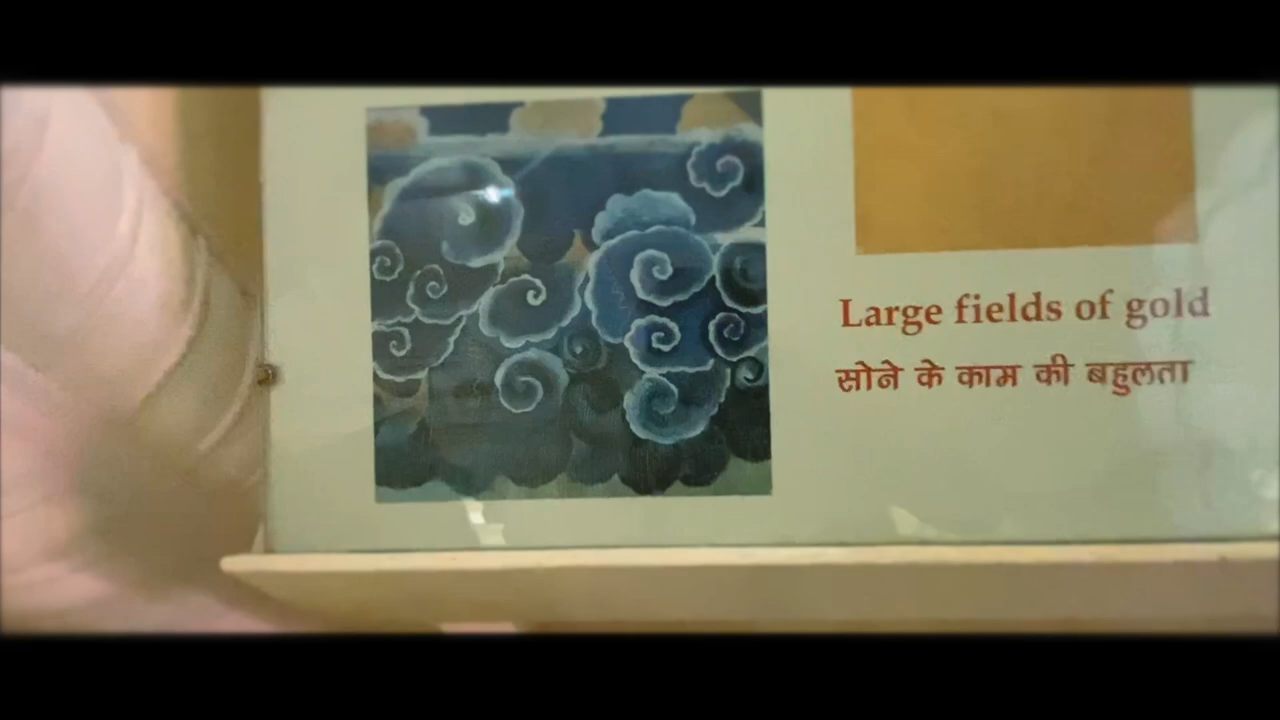 Large fields of gold
सोने के काम की बहुलता